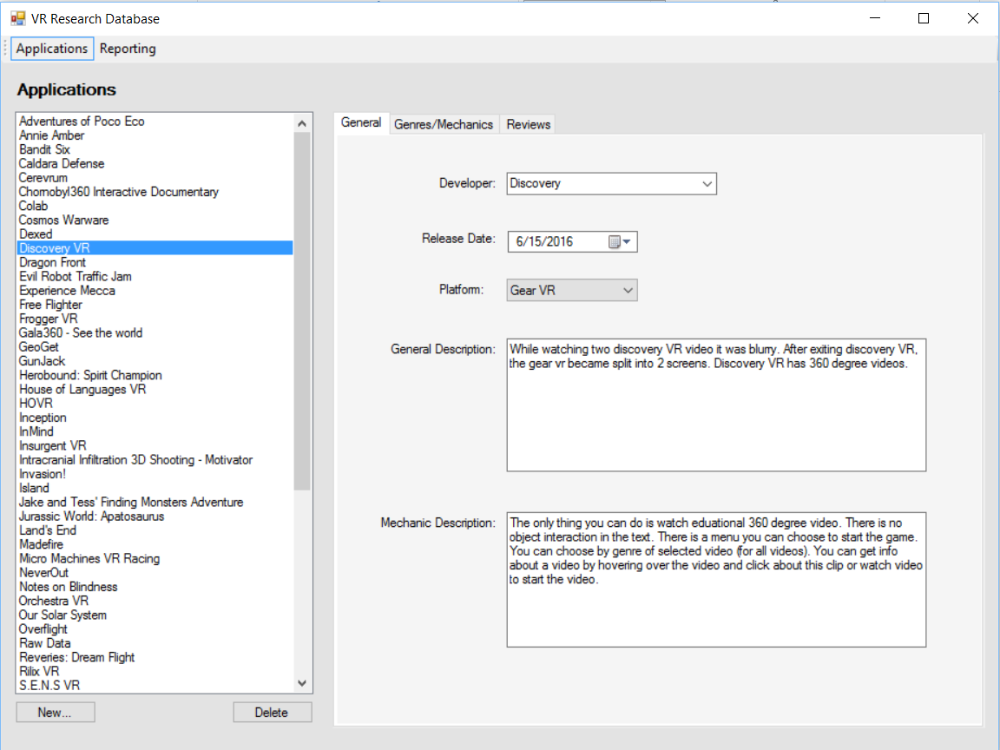 VR Research Database
Applications Reporting
Applications
Adventures of Poco Eco
Annie Amber
Bandit Six
Caldara Defense
Cerevrum
Chornobyl360 Interactive Documentary
Colab
Cosmos Warware
Dexed
Discovery VR
Dragon Front
Evil Robot Traffic Jam
Experience Mecca
Free Flighter
Frogger VR
Gala360 - See the world
GeoGet
GunJack
Herobound: Spirit Champion
House of Languages VR
HOVR
Inception
InMind
Insurgent VR
Intracranial Infiltration 3D Shooting - Motivator
Invasion!
Island
Jake and Tess' Finding Monsters Adventure
Jurassic World: Apatosaurus
Land's End
Madefire
Micro Machines VR Racing
NeverOut
Notes on Blindness
Orchestra VR
Our Solar System
Overflight
Raw Data
Reveries: Dream Flight
Rilix VR
S.E.N.S VR
New... Delete
General Genres/Mechanics Reviews
Developer: Discovery
Release Date: 6/15/2016
Platform: Gear VR
General Description:
While watching two discovery VR video it was blurry. After exiting discovery VR,
the gear vr became split into 2 screens. Discovery VR has 360 degree videos.
Mechanic Description:
The only thing you can do is watch eduational 360 degree video. There is no
object interaction in the text. There is a menu you can choose to start the game.
You can choose by genre of selected video (for all videos). You can get info
about a video by hovering over the video and click about this clip or watch video
to start the video.